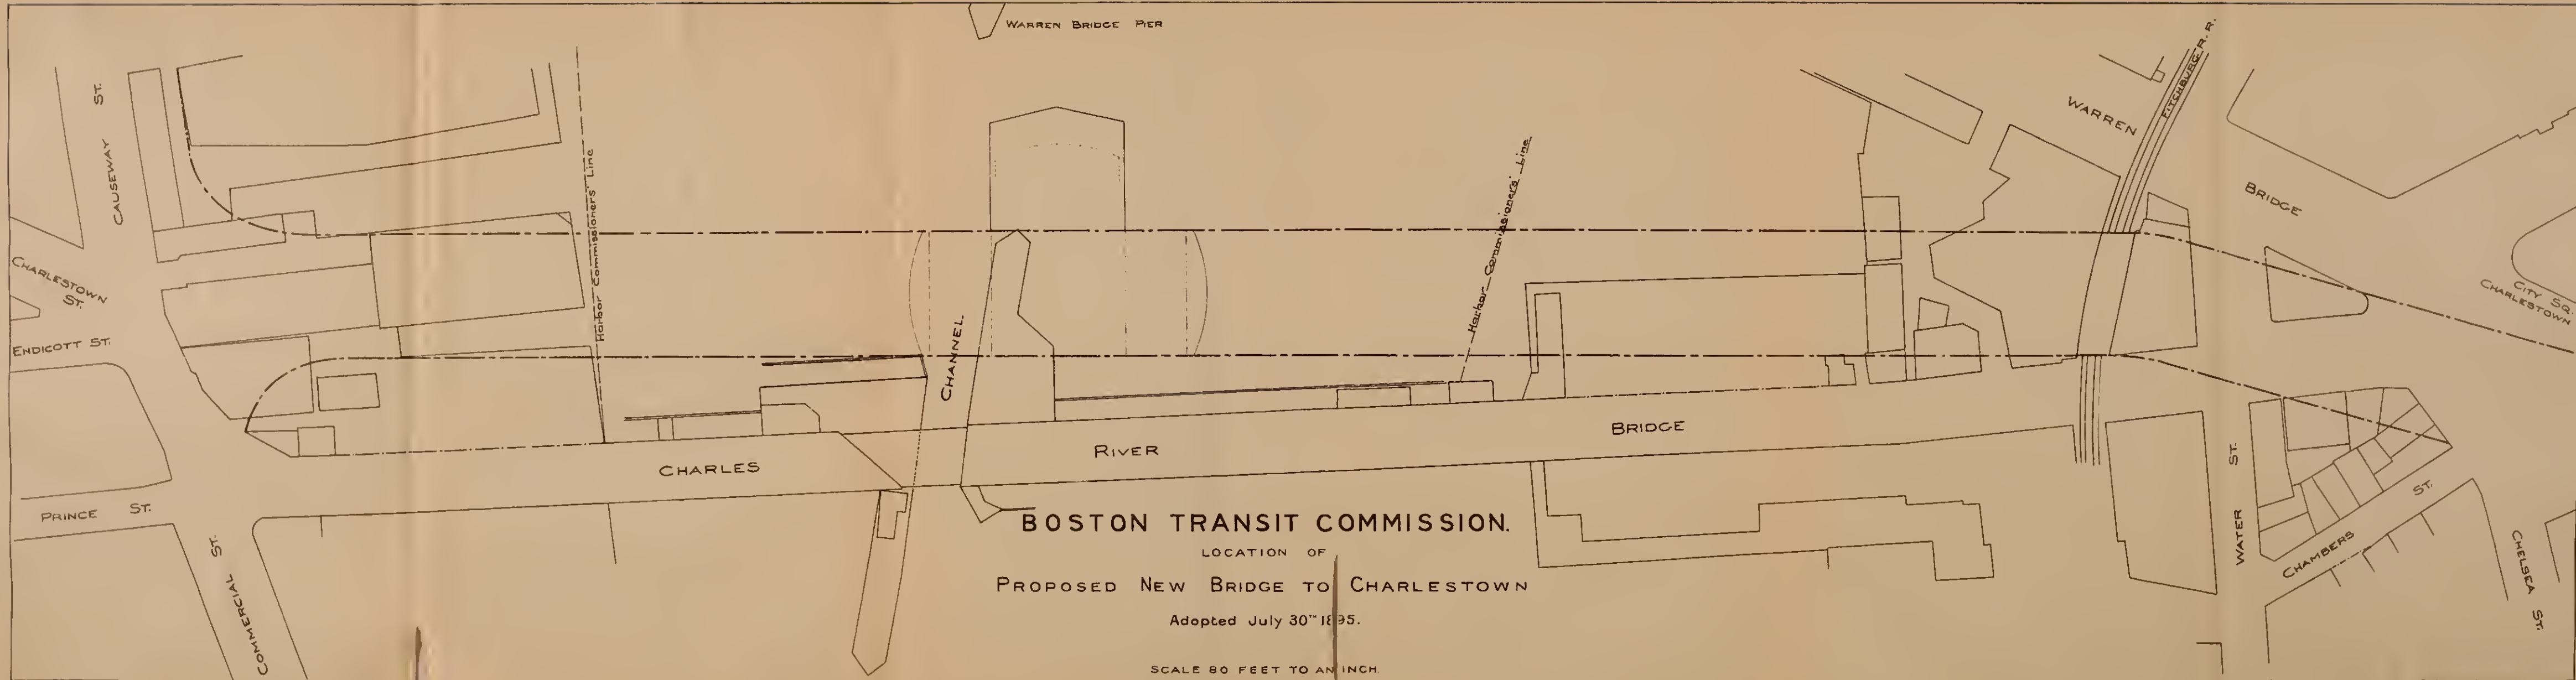 WARREN BRIDGE PIER
CAUSEWAY ST.
Harbor Commissioners' Line
Harbor Commissioners' Line
WARREN
FITCHBURG R. R.
BRIDGE
CHARLESTOWN
ST.
ENDICOTT ST.
CITY SQ.
CHARLESTOWN
CHANNEL.
CHARLES RIVER BRIDGE
PRINCE ST.
COMMERCIAL ST.
WATER ST.
CHAMBERS ST.
CHELSEA ST.
BOSTON TRANSIT COMMISSION.
LOCATION OF
PROPOSED NEW BRIDGE TO CHARLESTOWN
Adopted July 30TH 1895.
SCALE 80 FEET TO AN INCH.